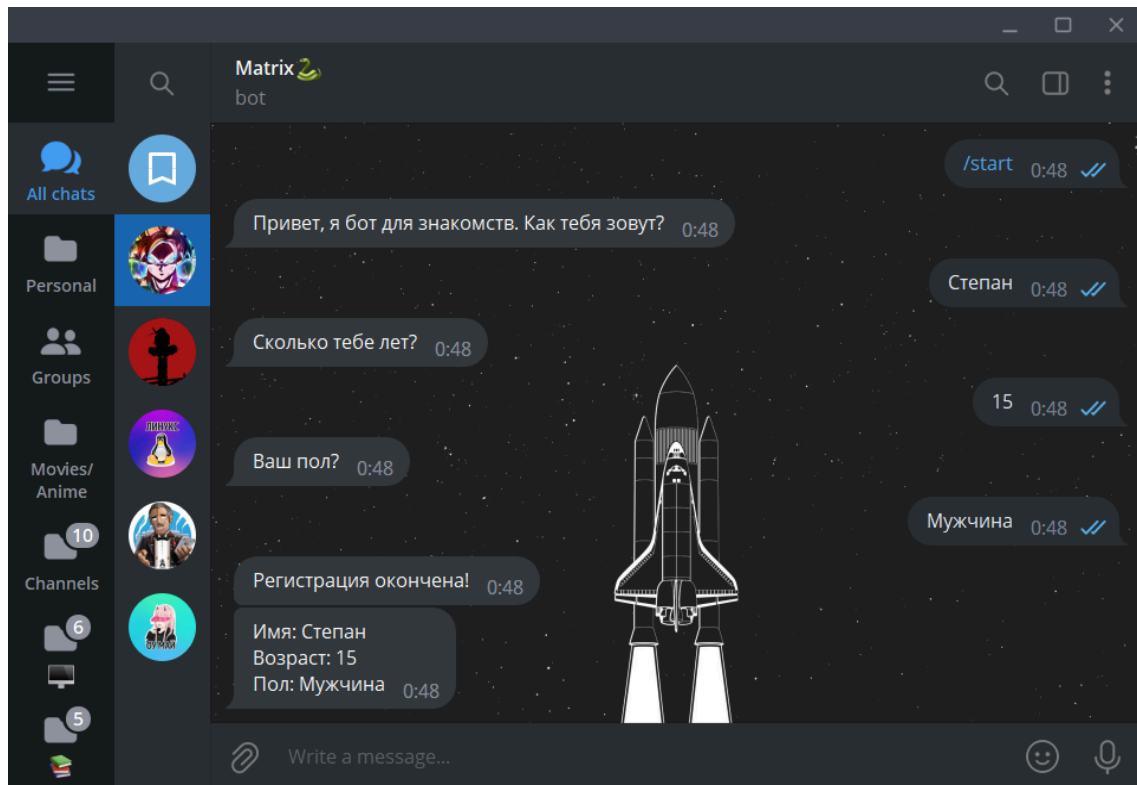 Matrix
bot
All chats
Personal
Groups
Movies/
Anime
10
Channels
6
5
ЛИНУКС
/start 0:48
Привет, я бот для знакомств. Как тебя зовут? 0:48
Степан 0:48
Сколько тебе лет? 0:48
15 0:48
Ваш пол? 0:48
Мужчина 0:48
Регистрация окончена! 0:48
Имя: Степан
Возраст: 15
Пол: Мужчина 0:48
Write a message...